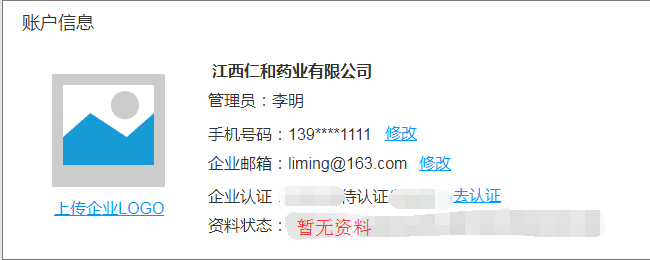 账户信息
江西仁和药业有限公司
管理员：李明
手机号码：139****1111 修改
企业邮箱：liming@163.com 修改
企业认证：待认证 去认证
上传企业LOGO
资料状态：暂无资料